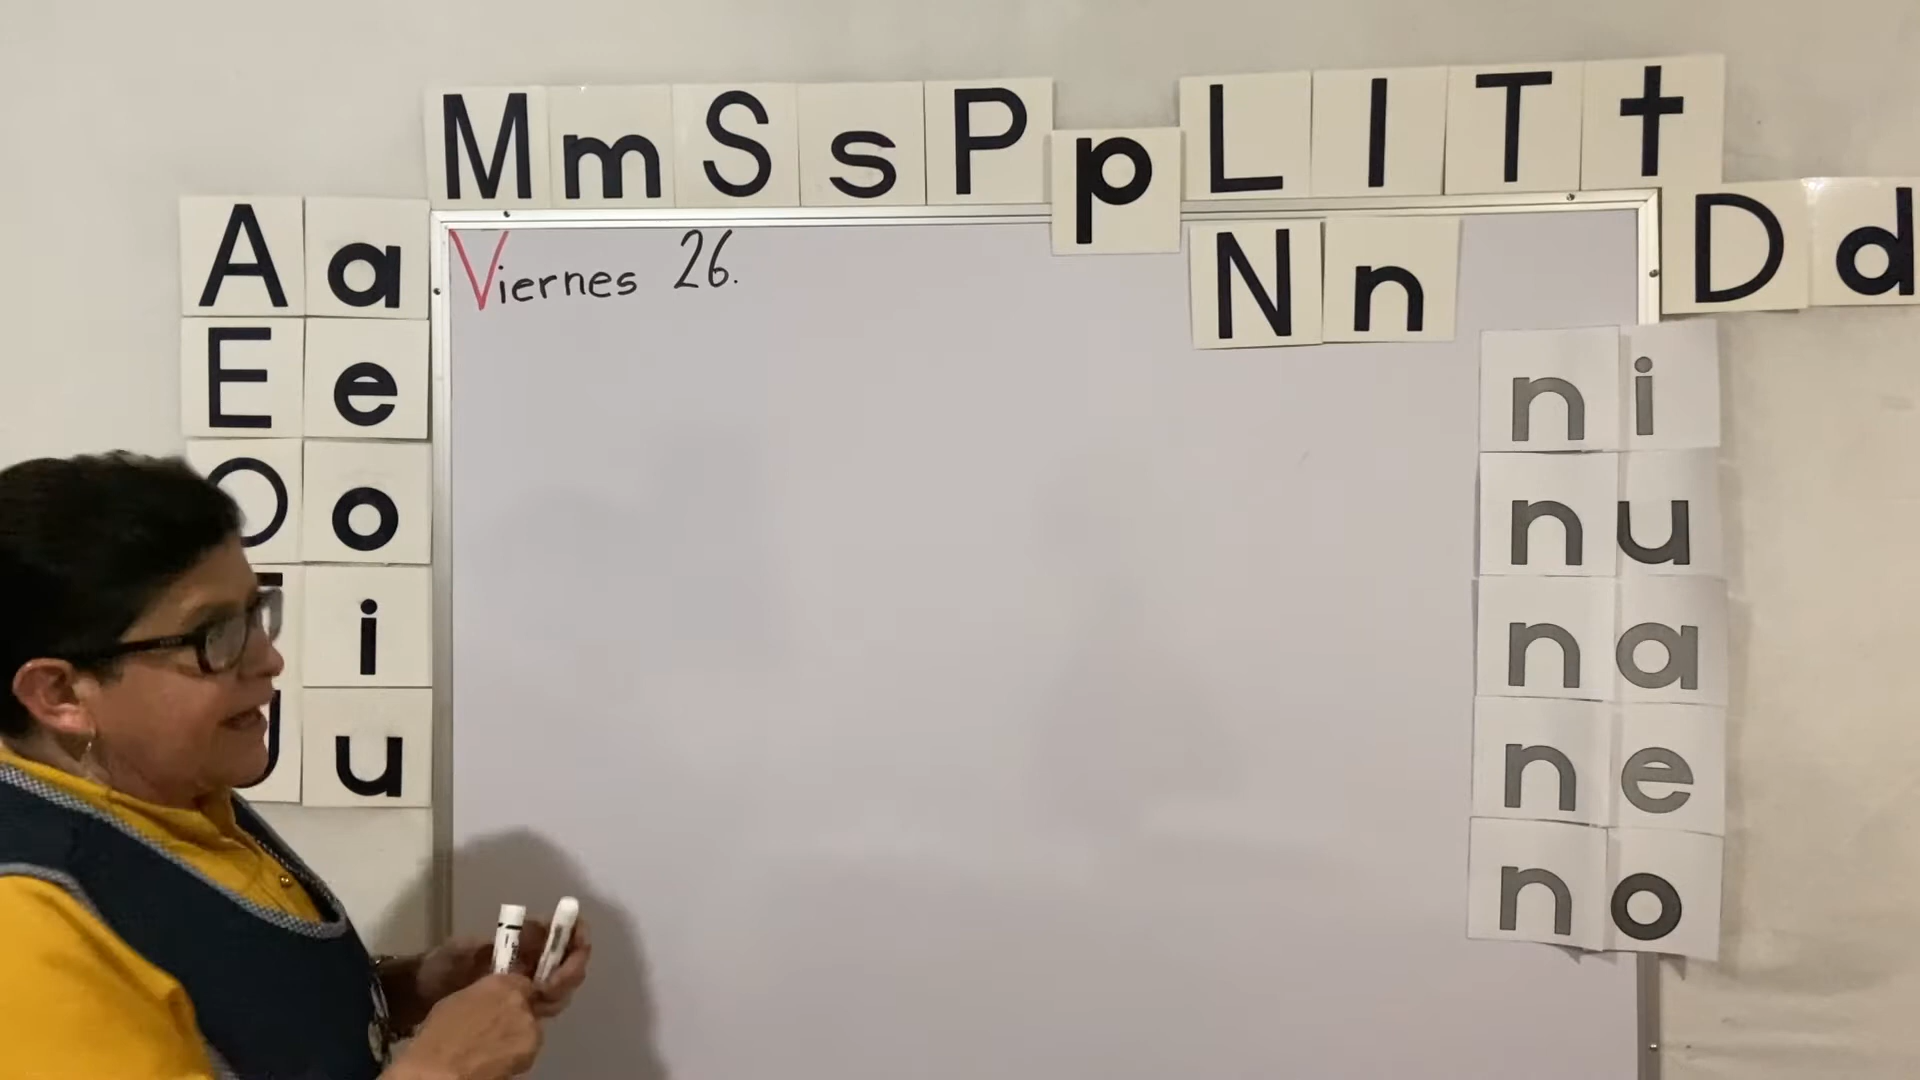 M m S s P p L l T t
D d
N n
A a
E e
O o
i
u
Viernes 26.
ni
nu
na
ne
no